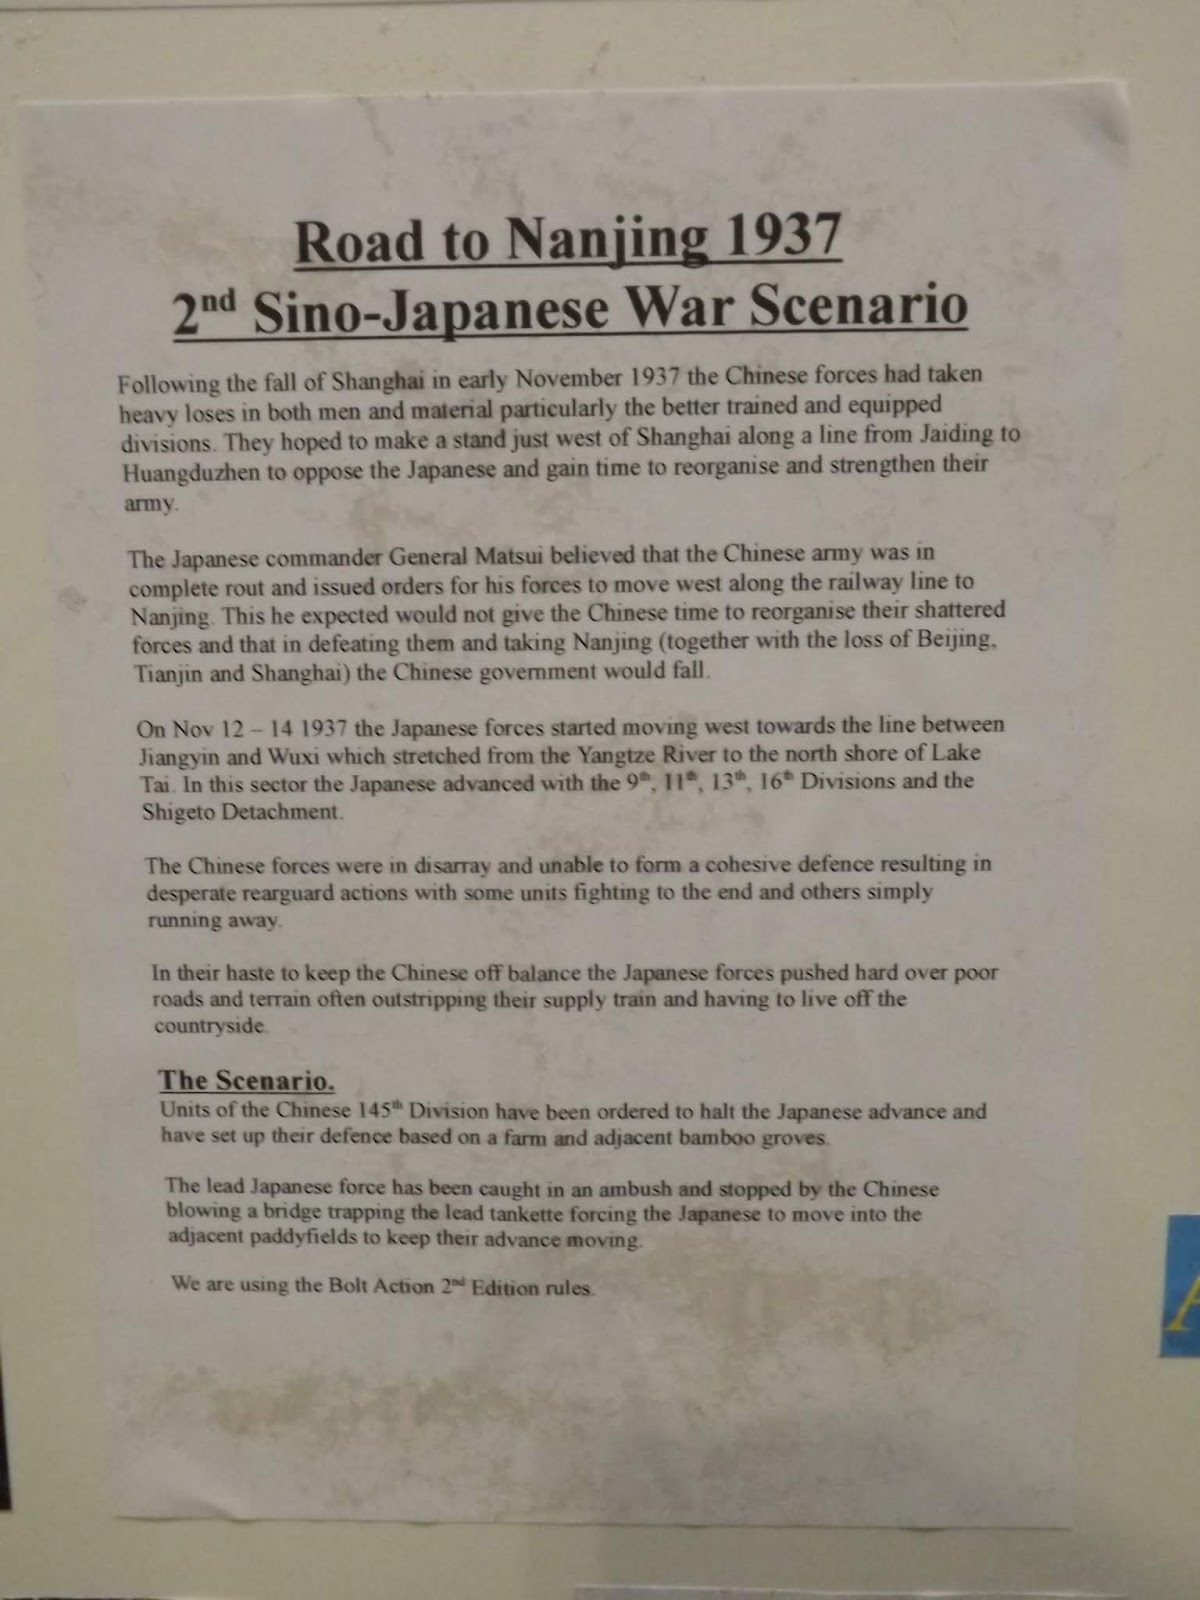 Road to Nanjing 1937
2nd Sino-Japanese War Scenario
Following the fall of Shanghai in early November 1937 the Chinese forces had taken
heavy loses in both men and material particularly the better trained and equipped
divisions. They hoped to make a stand just west of Shanghai along a line from Jaiding to
Huangduzhen to oppose the Japanese and gain time to reorganise and strengthen their
army.
The Japanese commander General Matsui believed that the Chinese army was in
complete rout and issued orders for his forces to move west along the railway line to
Nanjing. This he expected would not give the Chinese time to reorganise their shattered
forces and that in defeating them and taking Nanjing (together with the loss of Beijing,
Tianjin and Shanghai) the Chinese government would fall.
On Nov 12 – 14 1937 the Japanese forces started moving west towards the line between
Jiangyin and Wuxi which stretched from the Yangtze River to the north shore of Lake
Tai. In this sector the Japanese advanced with the 9th, 11th, 13th, 16th Divisions and the
Shigeto Detachment.
The Chinese forces were in disarray and unable to form a cohesive defence resulting in
desperate rearguard actions with some units fighting to the end and others simply
running away.
In their haste to keep the Chinese off balance the Japanese forces pushed hard over poor
roads and terrain often outstripping their supply train and having to live off the
countryside.
The Scenario.
Units of the Chinese 145th Division have been ordered to halt the Japanese advance and
have set up their defence based on a farm and adjacent bamboo groves.
The lead Japanese force has been caught in an ambush and stopped by the Chinese
blowing a bridge trapping the lead tankette forcing the Japanese to move into the
adjacent paddyfields to keep their advance moving.
We are using the Bolt Action 2nd Edition rules.